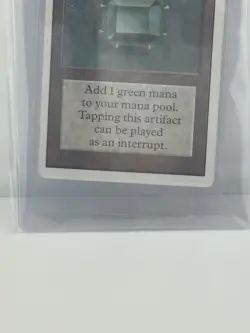 Add 1 green mana
to your mana pool.
Tapping this artifact
can be played
as an interrupt.